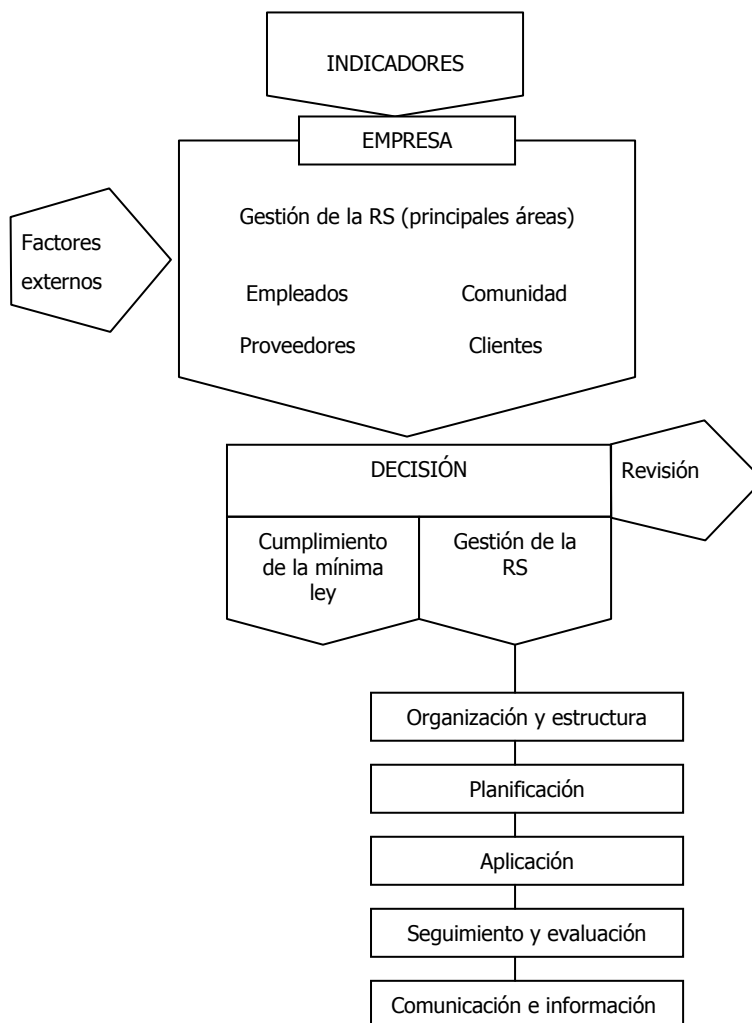 INDICADORES
EMPRESA
Gestión de la RS (principales áreas)
Factores
externos
Empleados Comunidad
Proveedores Clientes
DECISIÓN
Revisión
Cumplimiento
de la mínima
ley
Gestión de la
RS
Organización y estructura
Planificación
Aplicación
Seguimiento y evaluación
Comunicación e información